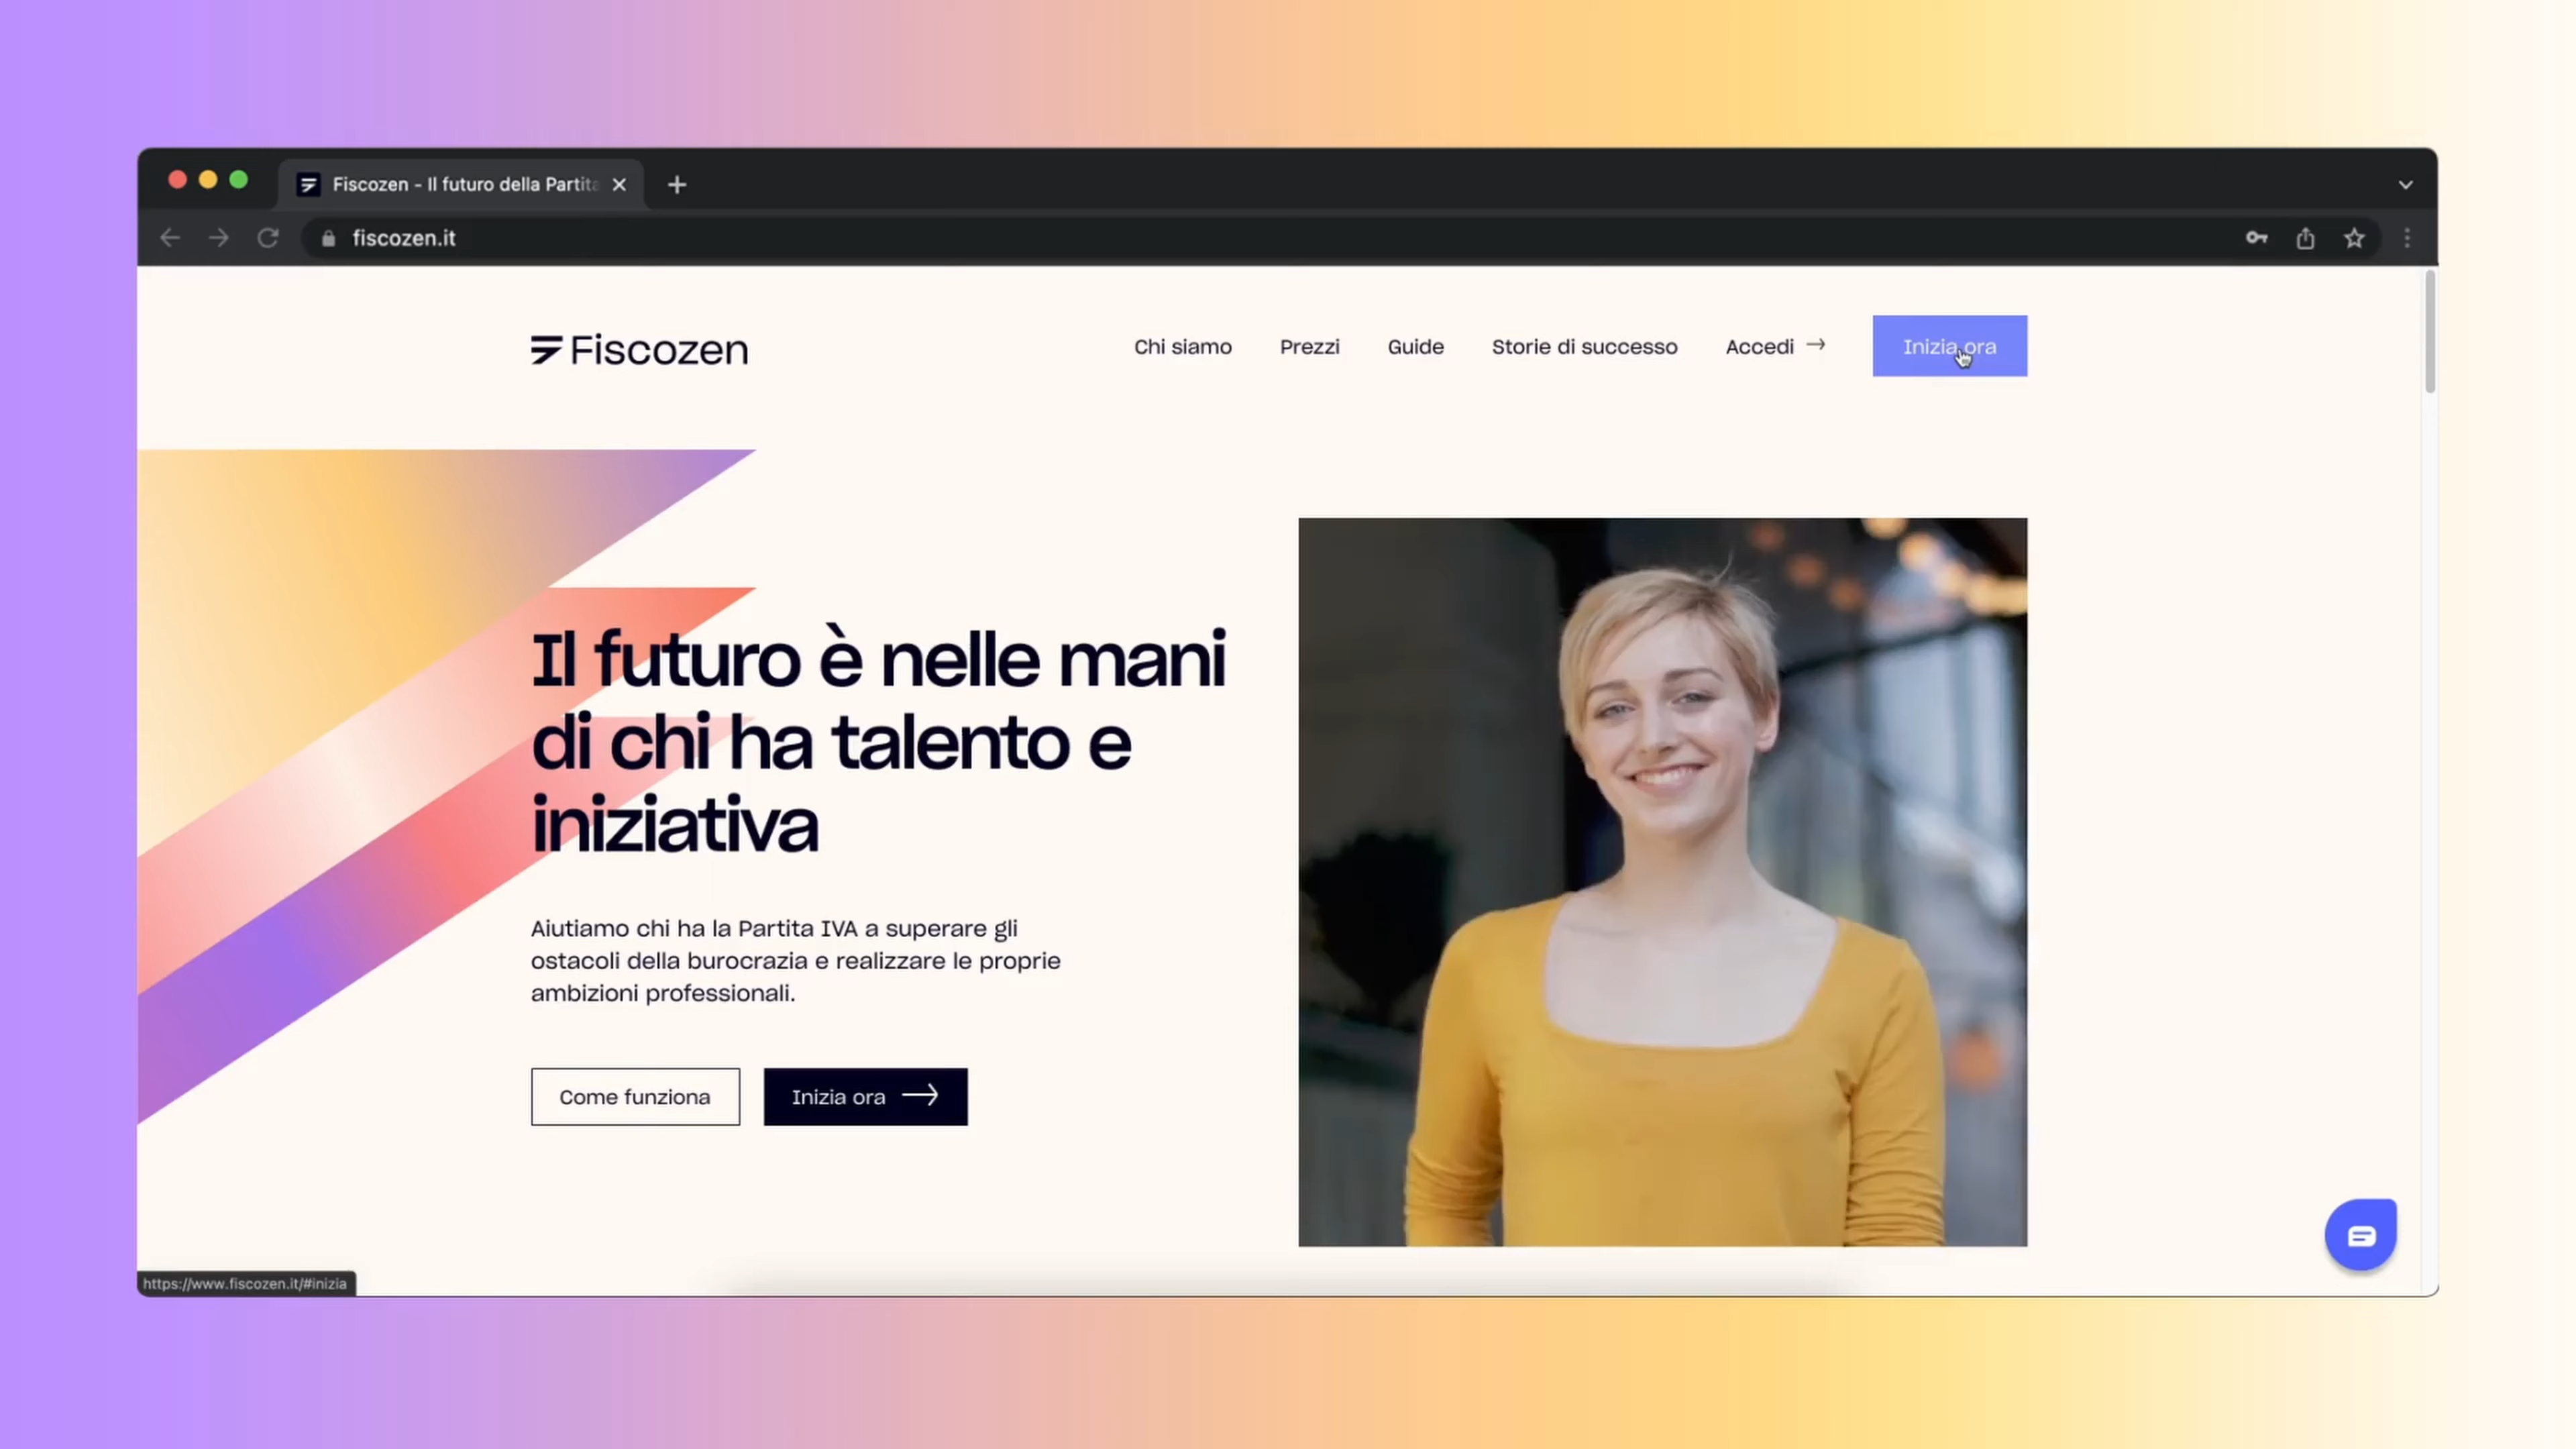 Fiscozen - Il futuro della Partita
fiscozen.it
Fiscozen
Chi siamo
Prezzi
Guide
Storie di successo
Accedi →
Inizia ora
Il futuro è nelle mani
di chi ha talento e
iniziativa
Aiutiamo chi ha la Partita IVA a superare gli
ostacoli della burocrazia e realizzare le proprie
ambizioni professionali.
Come funziona
Inizia ora →
https://www.fiscozen.it/#inizia